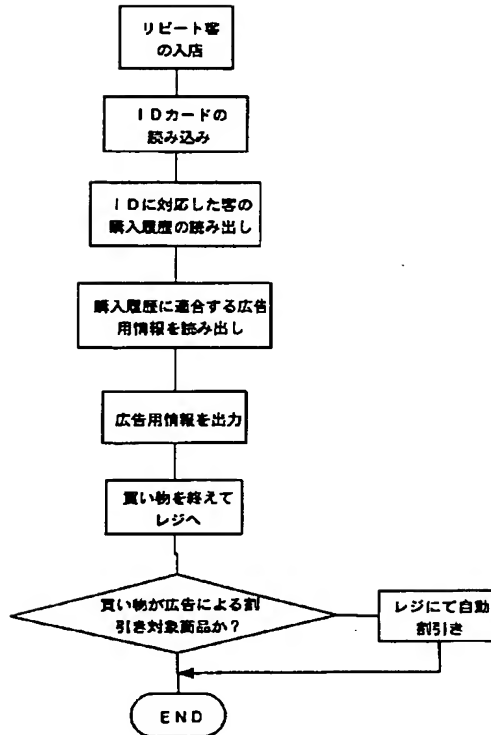 リピート客
の入店
IDカードの
読み込み
IDに対応した客の
購入履歴の読み出し
購入履歴に適合する広告
用情報を読み出し
広告用情報を出力
買い物を終えて
レジへ
買い物が広告による割
引き対象商品か?
レジにて自動
割引き
END